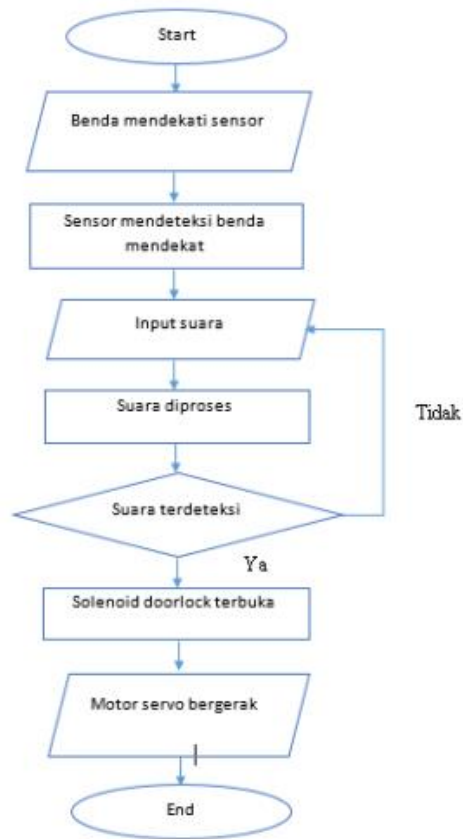 Start
Benda mendekati sensor
Sensor mendeteksi benda
mendekat
Input suara
Suara diproses
Tidak
Suara terdeteksi
Ya
Solenoid doorlock terbuka
Motor servo bergerak
End